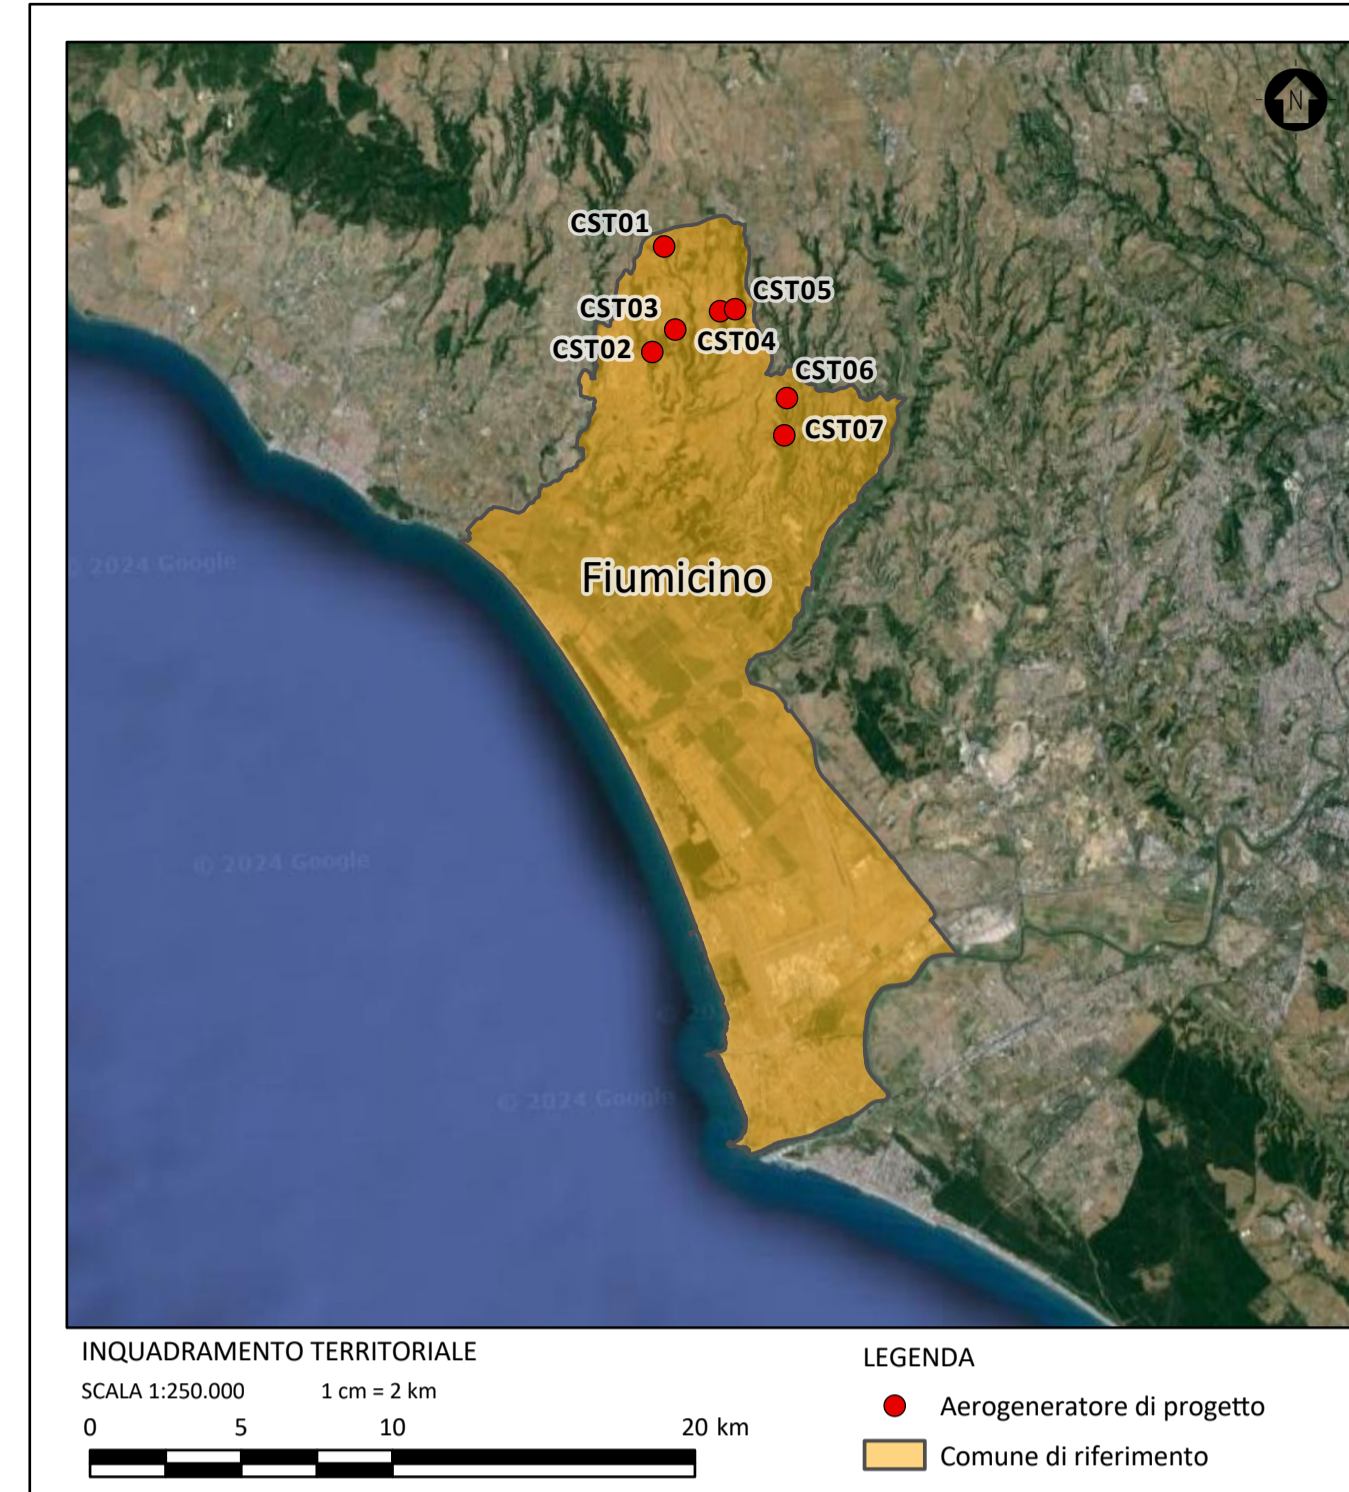 N
CST01
CST05
CST03
CST04
CST02
CST06
CST07
© 2024 Google
Fiumicino
© 2024 Google
© 20
© 2024 Google
INQUADRAMENTO TERRITORIALE
SCALA 1:250.000 1 cm = 2 km
0 5 10 20 km
LEGENDA
Aerogeneratore di progetto
Comune di riferimento